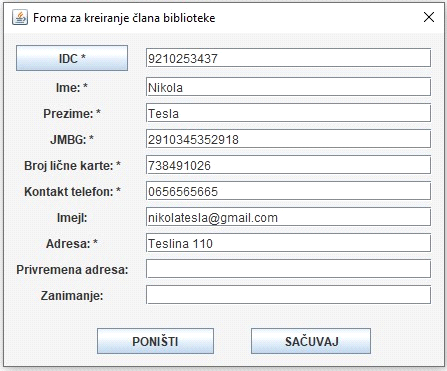 Forma za kreiranje člana biblioteke
IDC * 9210253437
Ime: * Nikola
Prezime: * Tesla
JMBG: * 2910345352918
Broj lične karte: * 738491026
Kontakt telefon: * 0656565665
Imejl: nikolatesla@gmail.com
Adresa: * Teslina 110
Privremena adresa:
Zanimanje:
PONIŠTI SAČUVAJ